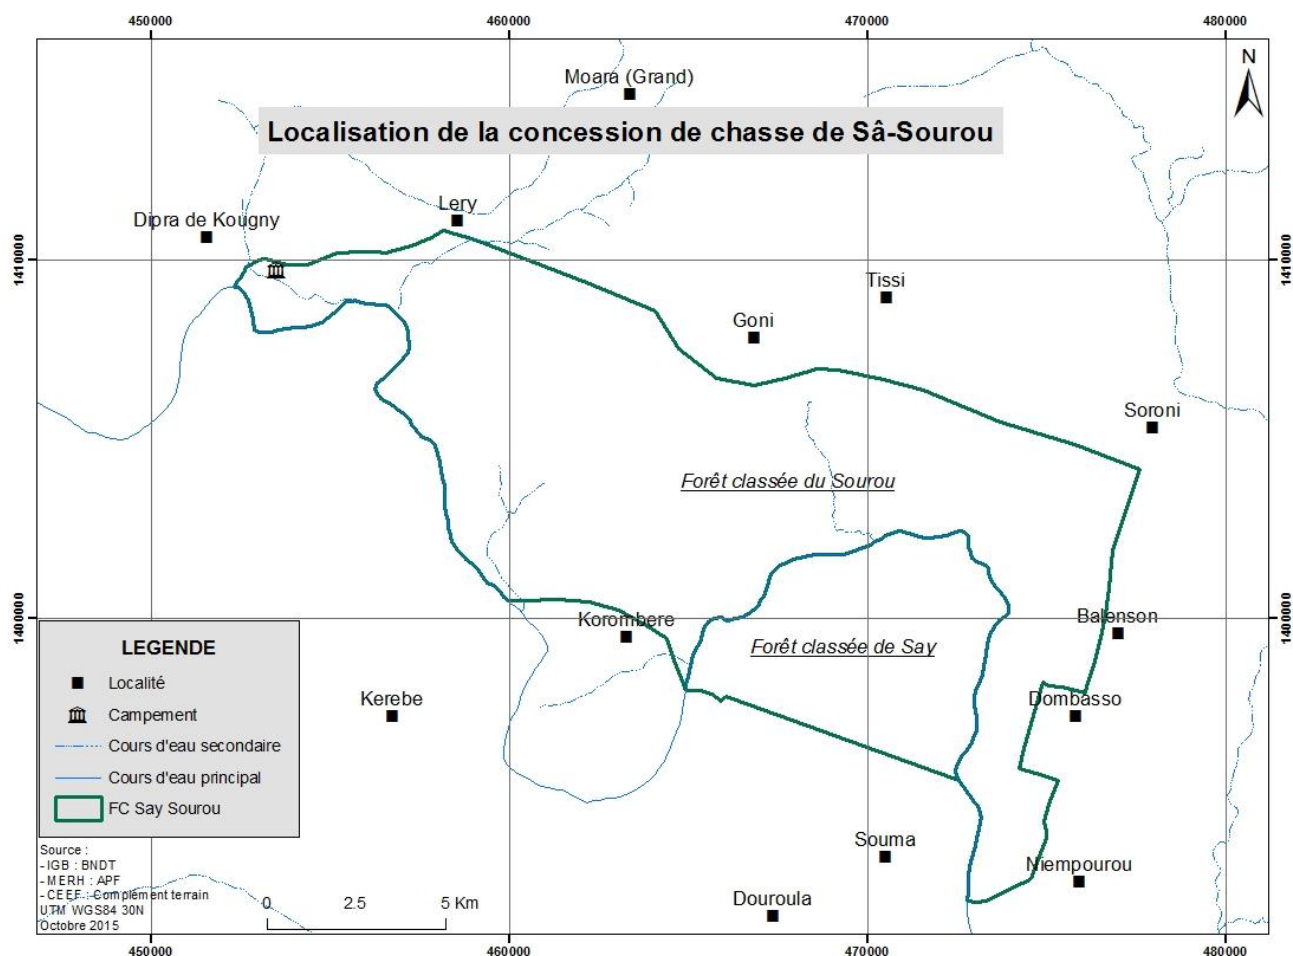 450000 460000 470000 480000
N
Moara (Grand)
Localisation de la concession de chasse de Sâ-Sourou
Lery
Dipra de Kougny
1410000 1410000
Tissi
Goni
Soroni
Forêt classée du Sourou
1400000 1400000
Korombere
Balenson
Forêt classée de Say
Kerebe
Dombasso
Souma
Niempourou
Douroula
LEGENDE
Localité
Campement
Cours d'eau secondaire
Cours d'eau principal
FC Say Sourou
Source :
- IGB : BNDT
- MERH : APF
- CEEF : Complément terrain
UTM WGS84 30N
Octobre 2015
0 2.5 5 Km
450000 460000 470000 480000